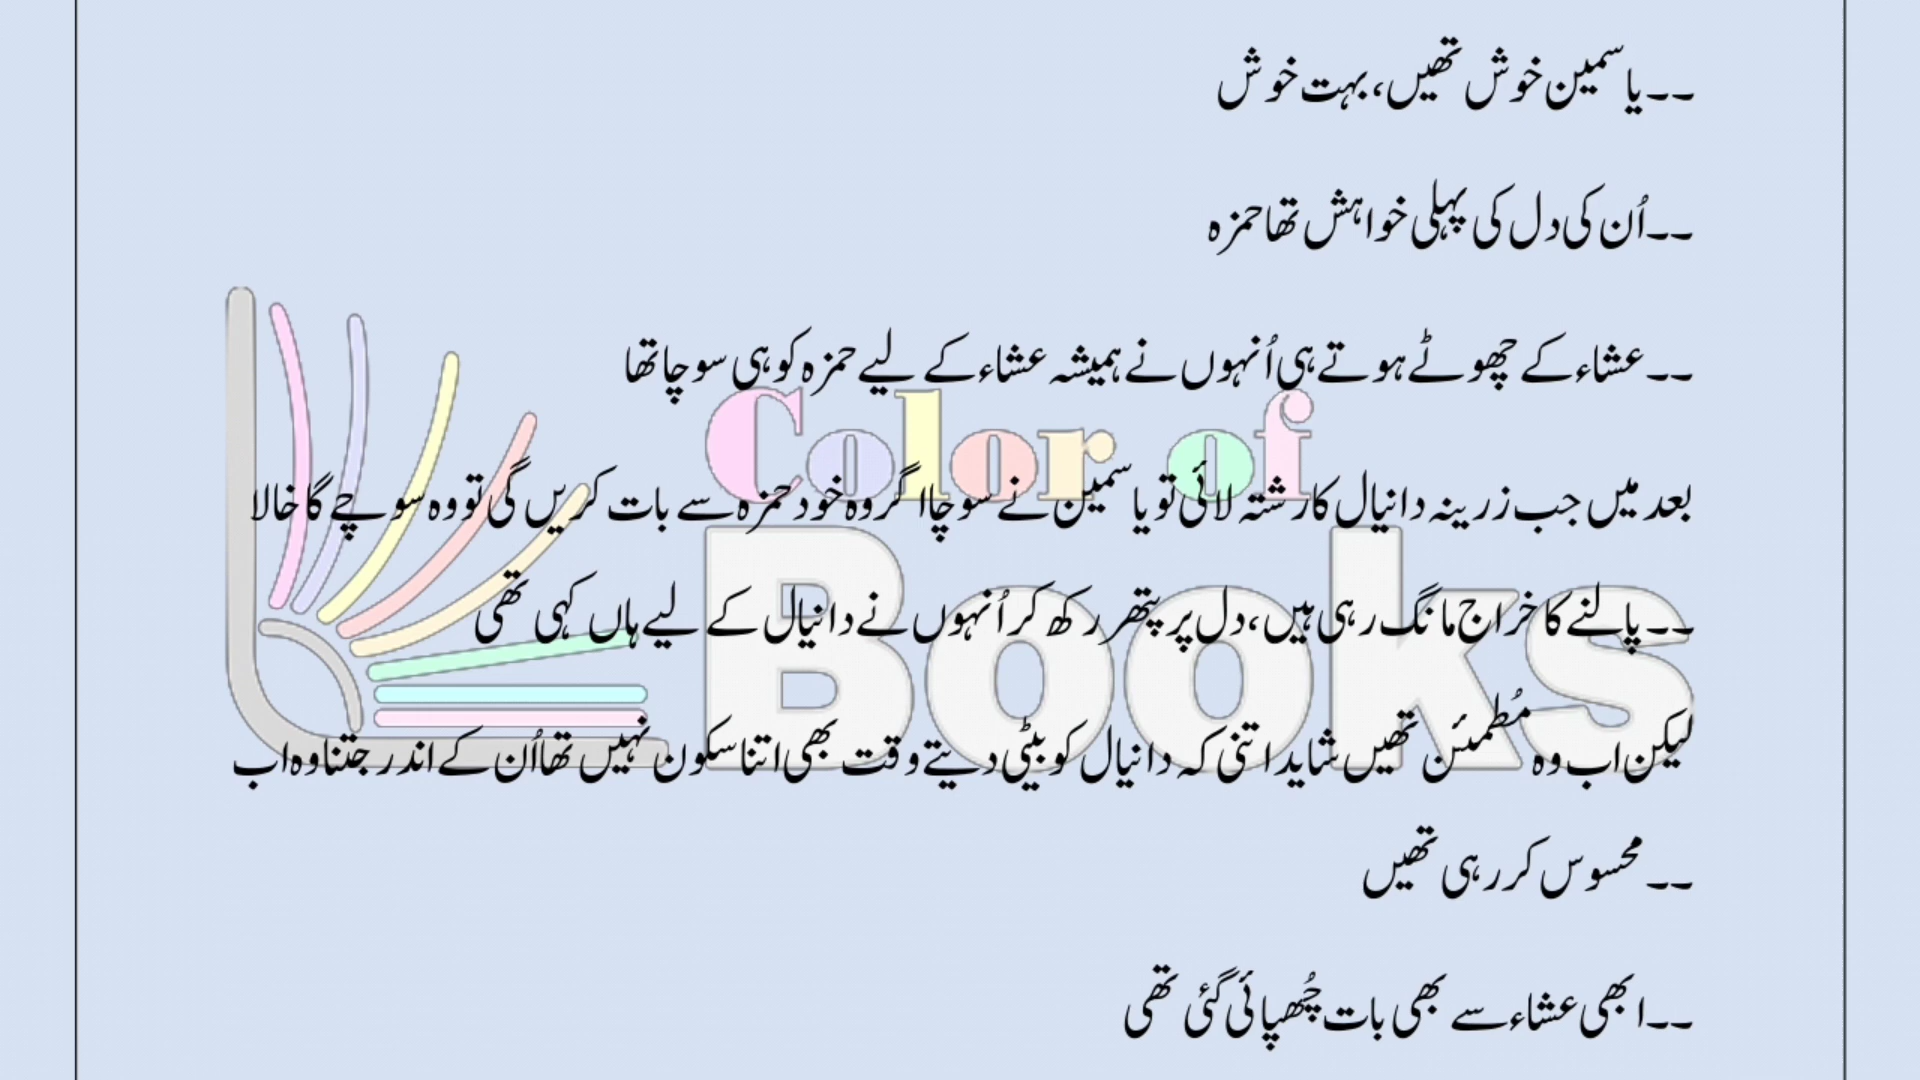 ۔۔یاسمین خوش تھیں، بہت خوش
۔۔اُن کی دل کی پہلی خواہش تھا حمزہ
۔۔عشاء کے چھوٹے ہوتے ہی اُنہوں نے ہمیشہ عشاء کے لیے حمزہ کو ہی سوچا تھا
Color of
بعد میں جب زرینہ دانیال کا رشتہ لائی تو یاسمین نے سوچا اگر وہ خود حمزہ سے بات کریں گی تو وہ سوچے گا خالا
Books
۔۔پالنے کا خراج مانگ رہی ہیں، دل پر پتھر رکھ کر اُنہوں نے دانیال کے لیے ہاں کہی تھی
لیکن اب وہ مُطمئن تھیں شاید اتنی کہ دانیال کو بیٹی دیتے وقت بھی اتنا سکون نہیں تھا اُن کے اندر جتنا وہ اب
۔۔ محسوس کر رہی تھیں
۔۔ابھی عشاء سے بھی بات چُھپائی گئی تھی